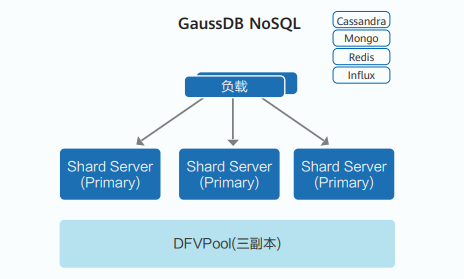 GaussDB NoSQL
Cassandra
Mongo
Redis
Influx
负载
Shard Server
(Primary)
Shard Server
(Primary)
Shard Server
(Primary)
DFVPool(三副本)